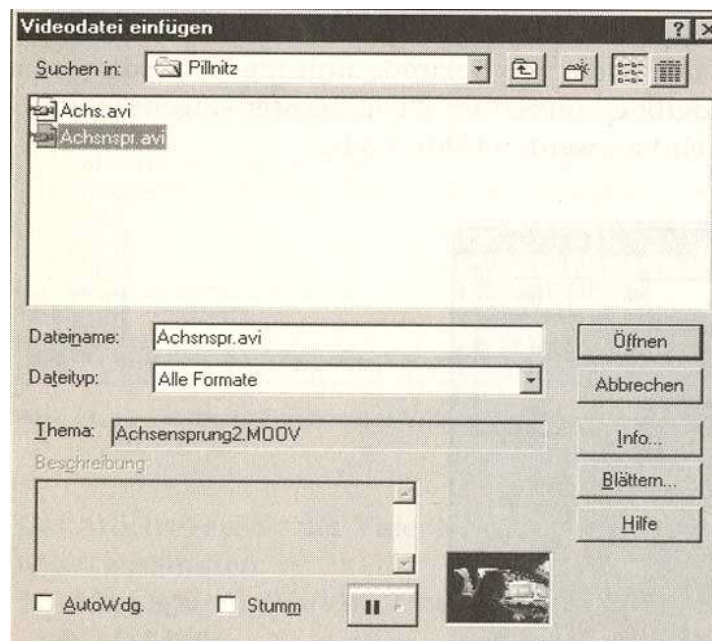 Videodatei einfügen
Suchen in: Pillnitz
Achs.avi
Achsnspr.avi
Dateiname: Achsnspr.avi
Öffnen
Dateityp: Alle Formate
Abbrechen
Thema: Achsensprung2.MOOV
Info...
Beschreibung
Blättern...
Hilfe
AutoWdg.
Stumm